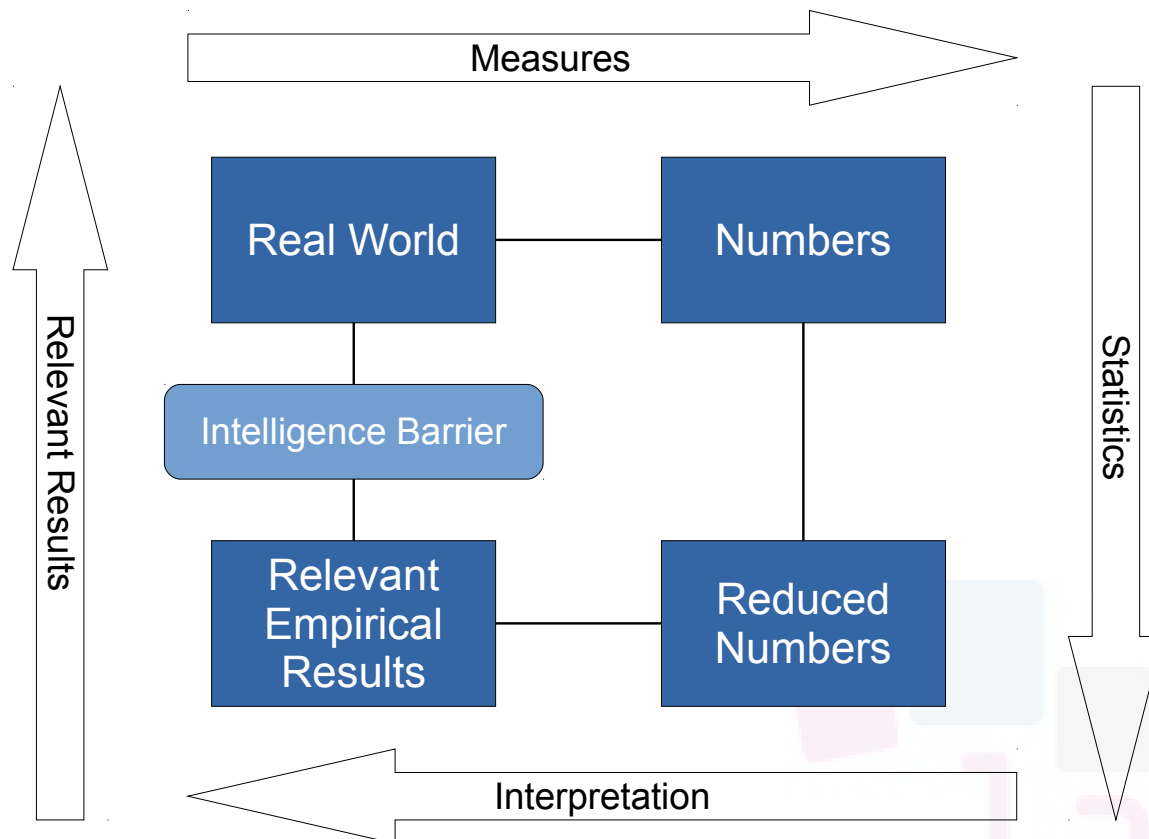 Measures
Real World
Numbers
Relevant Results
Intelligence Barrier
Statistics
Relevant
Empirical
Results
Reduced
Numbers
Interpretation